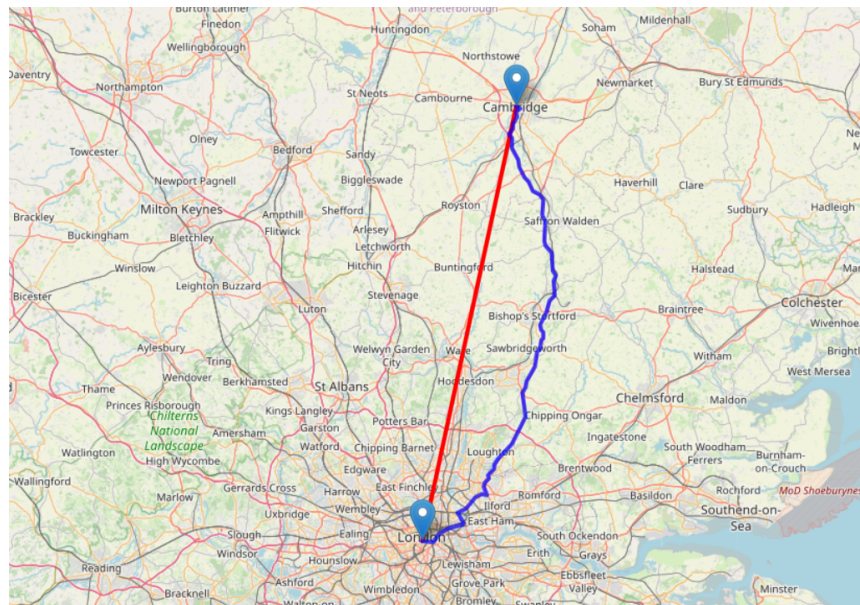 and Peterborough
Burton Latimer
Finedon
Huntingdon
Soham
Mildenhall
Wellingborough
Northstowe
Daventry
Northampton
St Neots
Cambourne
Cambridge
Newmarket
Bury St Edmunds
Olney
Bedford
Sandy
Towcester
Newport Pagnell
Biggleswade
Haverhill
Clare
Milton Keynes
Ampthill
Shefford
Royston
Saffron Walden
Sudbury
Hadleigh
Brackley
Buckingham
Bletchley
Flitwick
Arlesey
Letchworth
Hitchin
Buntingford
Halstead
Winslow
Leighton Buzzard
Stevenage
Colchester
Bicester
Luton
Bishop's Stortford
Braintree
Wivenhoe
Aylesbury
Tring
Welwyn Garden
City
Ware
Sawbridgeworth
Witham
West Mersea
Thame
Wendover
Berkhamsted
St Albans
Hoddesdon
Chelmsford
Maldon
Princes Risborough
Chilterns
National
Landscape
Kings Langley
Garston
Watford
Potters Bar
Chipping Ongar
Ingatestone
Amersham
Chipping Barnet
Loughton
South Woodham
Ferrers
Burnham-
on-Crouch
Watlington
High Wycombe
Edgware
Brentwood
Wallingford
Marlow
Gerrards Cross
Harrow
East Finchley
Romford
Basildon
Rochford
MoD Shoeburyness
Uxbridge
Wembley
Ilford
Southend-on-
Sea
Slough
Ealing
London
East Ham
South Ockendon
Windsor
Hounslow
Lewisham
Erith
Grays
Reading
Ashford
Wimbledon
Grove Park
Ebbsfleet
Valley
Bracknell
Bromley
Swanley
Minster